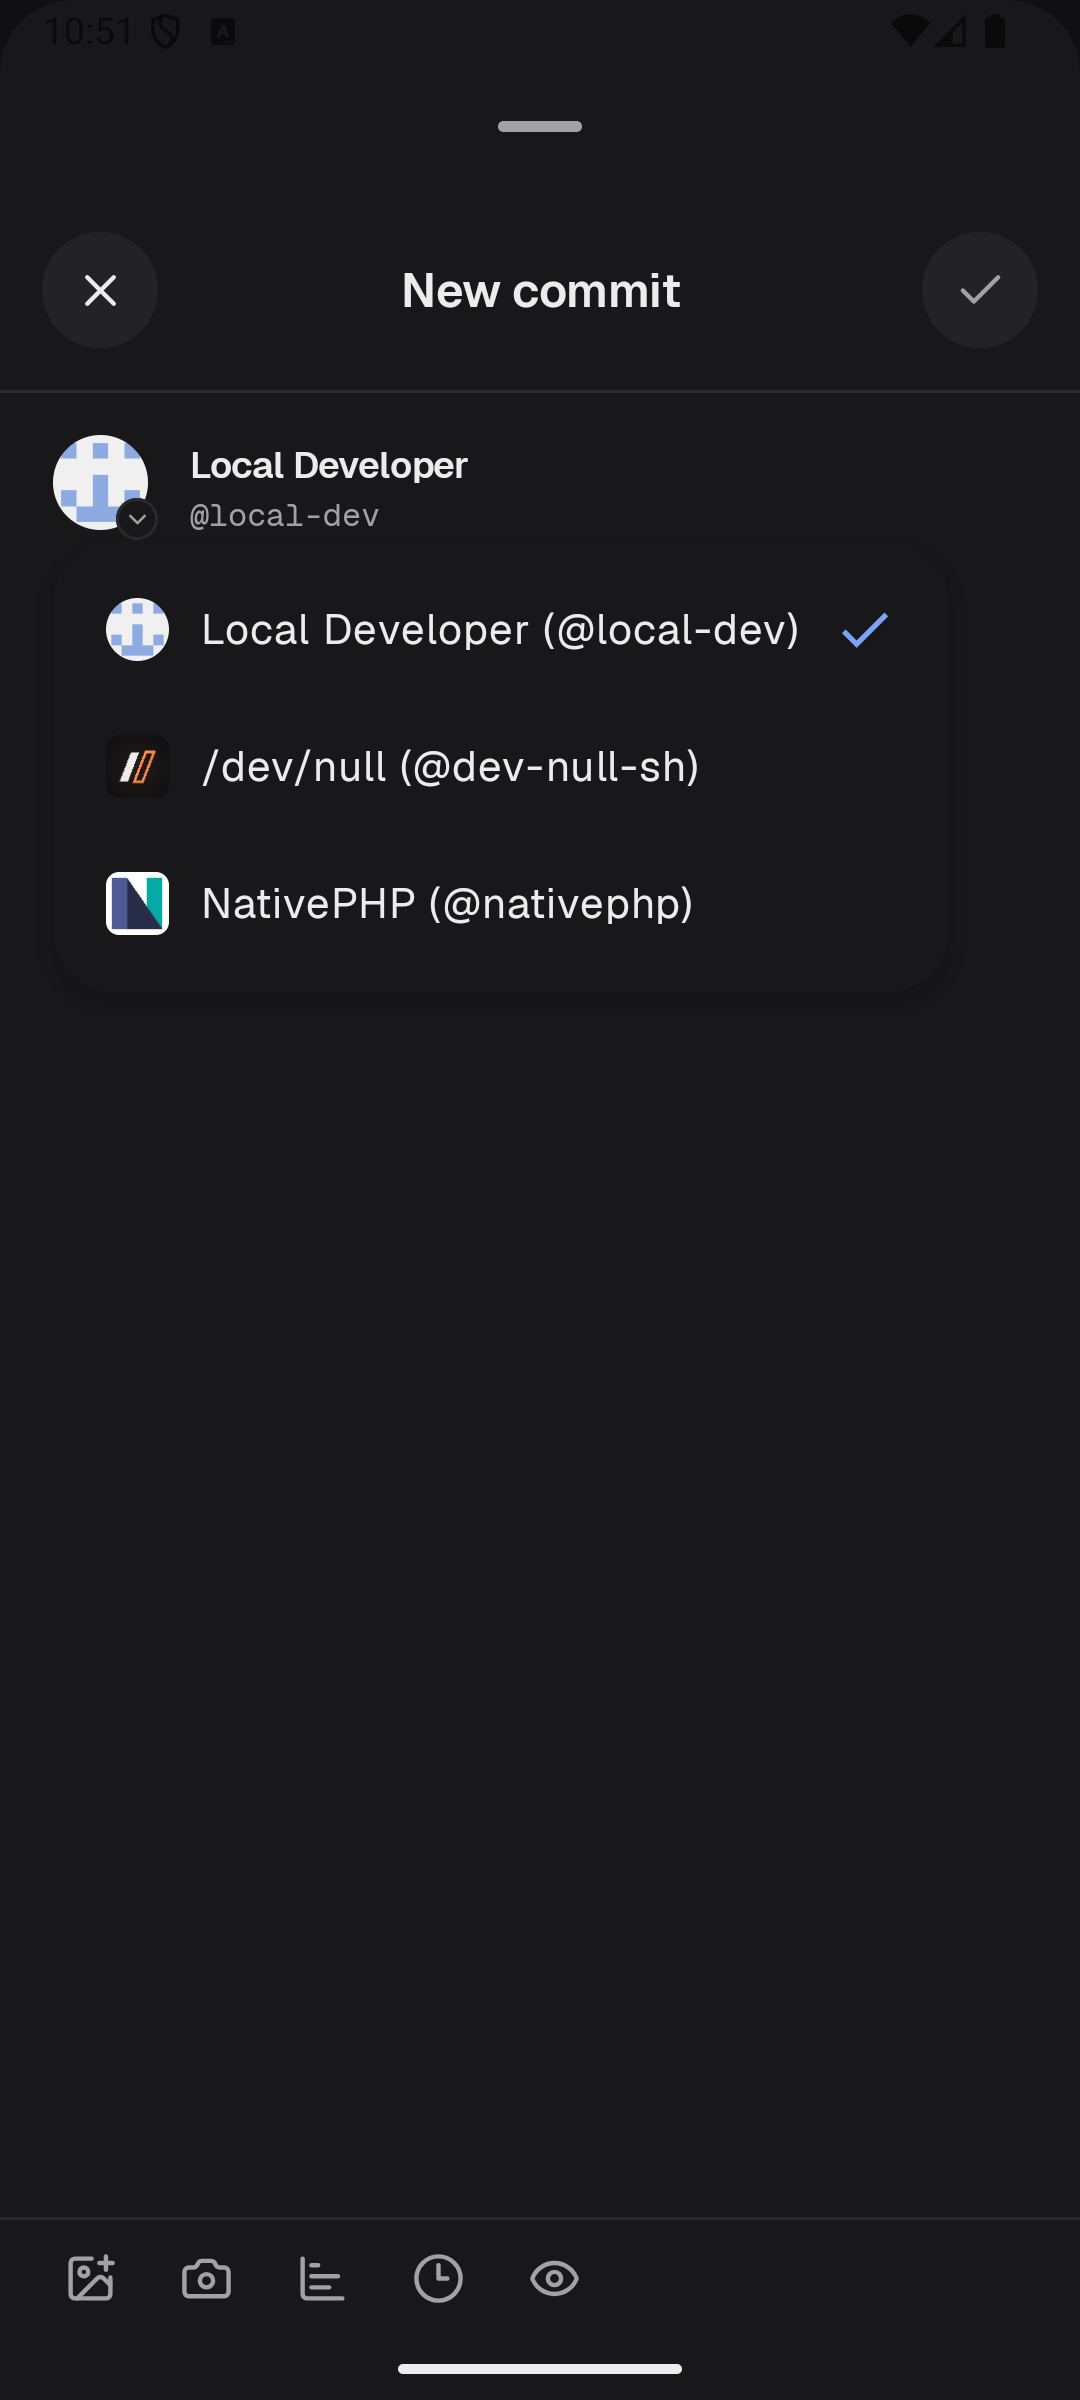 10:51
New commit
Local Developer
@local-dev
Local Developer (@local-dev)
/dev/null (@dev-null-sh)
NativePHP (@nativephp)